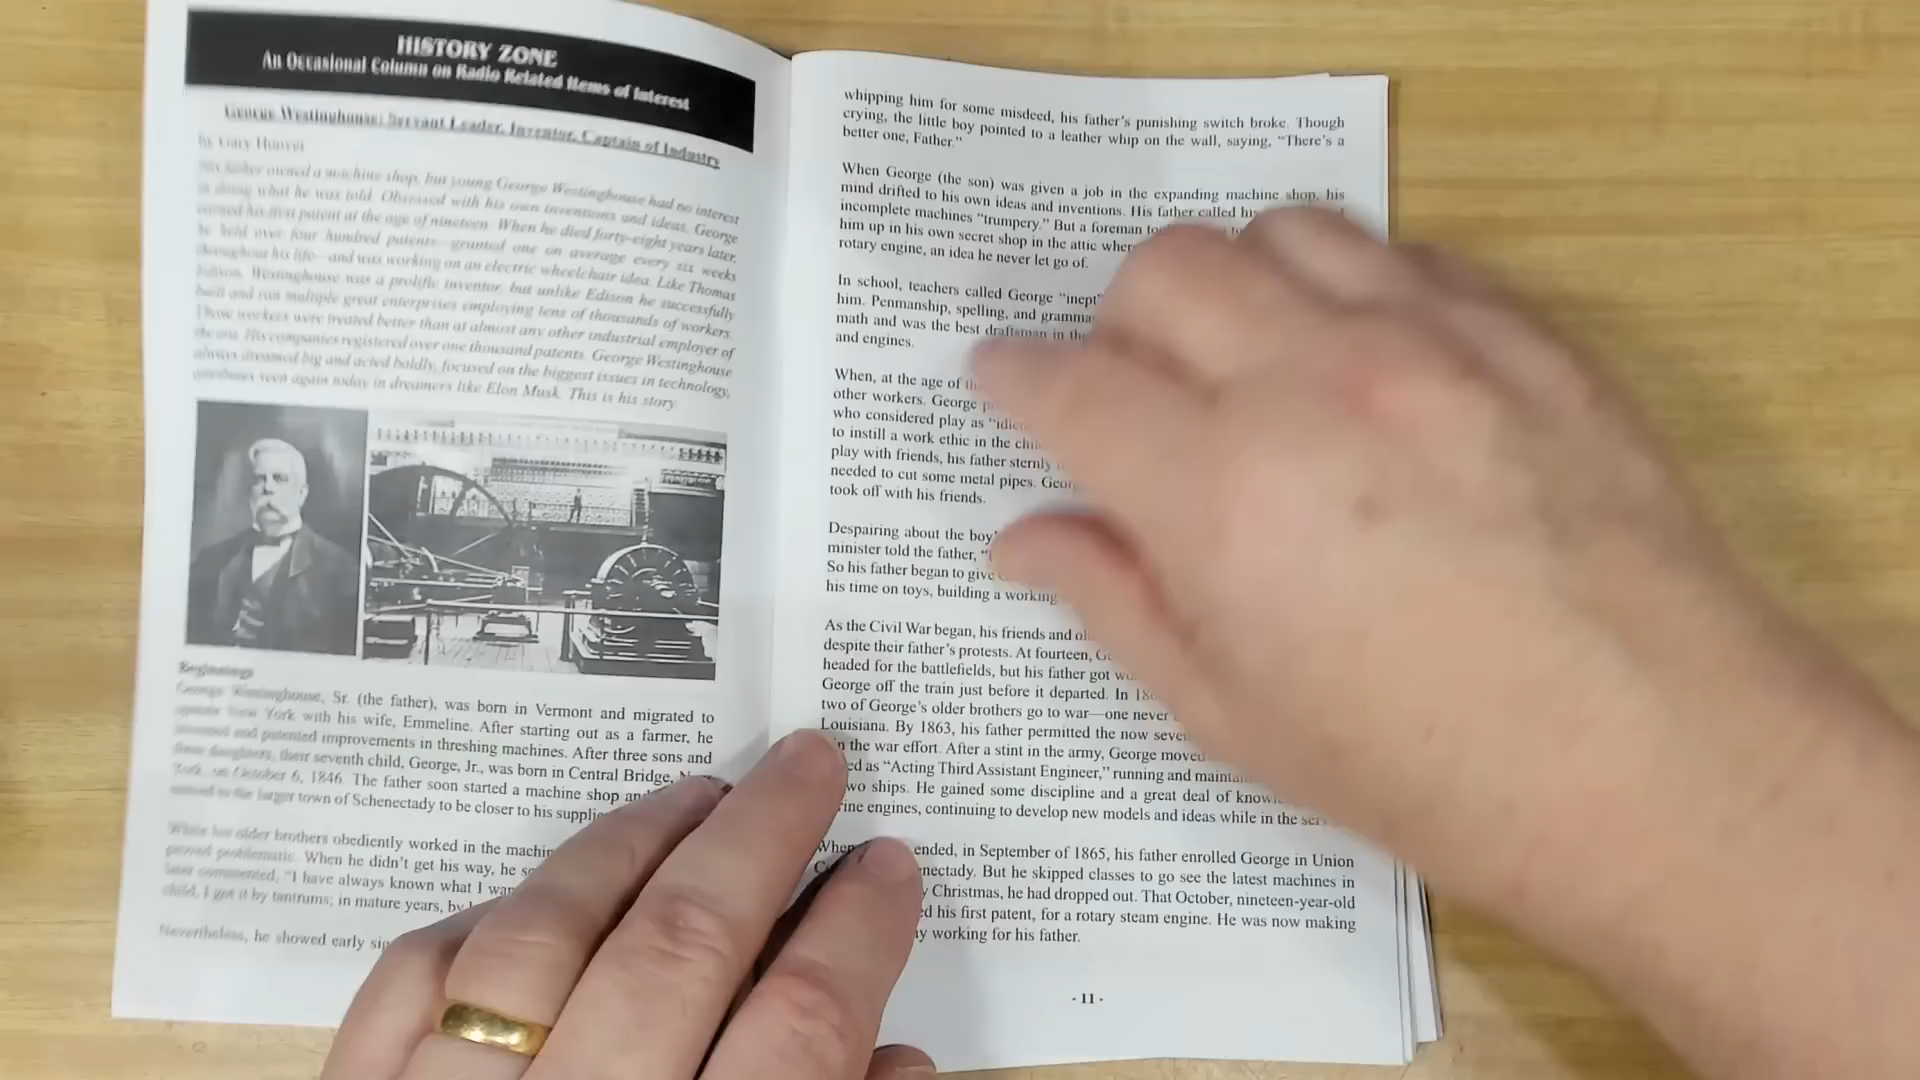 HISTORY ZONE
An Occasional Column on Radio Related Items of Interest
George Westinghouse: Servant Leader, Inventor, Captain of Industry
by Gary Hoover
His father owned a machine shop, but young George Westinghouse had no interest
in doing what he was told. Obsessed with his own inventions and ideas, George
earned his first patent at the age of nineteen. When he died forty-eight years later,
he held over four hundred patents—granted one on average every six weeks
throughout his life—and was working on an electric wheelchair idea. Like Thomas
Edison, Westinghouse was a prolific inventor, but unlike Edison he successfully
built and ran multiple great enterprises employing tens of thousands of workers.
Those workers were treated better than at almost any other industrial employer of
the era. His companies registered over one thousand patents. George Westinghouse
always dreamed big and acted boldly, focused on the biggest issues in technology,
qualities seen again today in dreamers like Elon Musk. This is his story.
Beginnings
George Westinghouse, Sr. (the father), was born in Vermont and migrated to
upstate New York with his wife, Emmeline. After starting out as a farmer, he
invented and patented improvements in threshing machines. After three sons and
three daughters, their seventh child, George, Jr., was born in Central Bridge,
York, on October 6, 1846. The father soon started a machine shop
moved to the larger town of Schenectady to be closer to his
While his older brothers obediently worked in the
proved problematic. When he didn't get his way, he
later commented, "I have always known what I
child, I got it by tantrums; in mature years, by
Nevertheless, he showed early
whipping him for some misdeed, his father's punishing switch broke. Though
crying, the little boy pointed to a leather whip on the wall, saying, "There's a
better one, Father."
When George (the son) was given a job in the expanding machine shop, his
mind drifted to his own ideas and inventions. His father called
incomplete machines "trumpery." But a foreman
him up in his own secret shop in the attic
rotary engine, an idea he never let go of.
In school, teachers called George "inept"
him. Penmanship, spelling, and
math and was the best draftsman in
and engines.
When, at the age of
other workers. George
who considered play as
to instill a work ethic in the
play with friends, his father sternly
needed to cut some metal pipes.
took off with his friends.
Despairing about the
minister told the father,
So his father began to give
his time on toys, building a working
As the Civil War began, his friends and
despite their father's protests. At fourteen,
headed for the battlefields, but his father got
George off the train just before it departed. In
two of George's older brothers go to war—one never
Louisiana. By 1863, his father permitted the now
in the war effort. After a stint in the army, George moved
as "Acting Third Assistant Engineer," running and
two ships. He gained some discipline and a great deal of
engines, continuing to develop new models and ideas while in the
When ended, in September of 1865, his father enrolled George in Union
But he skipped classes to go see the latest machines in
Christmas, he had dropped out. That October, nineteen-year-old
his first patent, for a rotary steam engine. He was now making
working for his father.
- 11 -